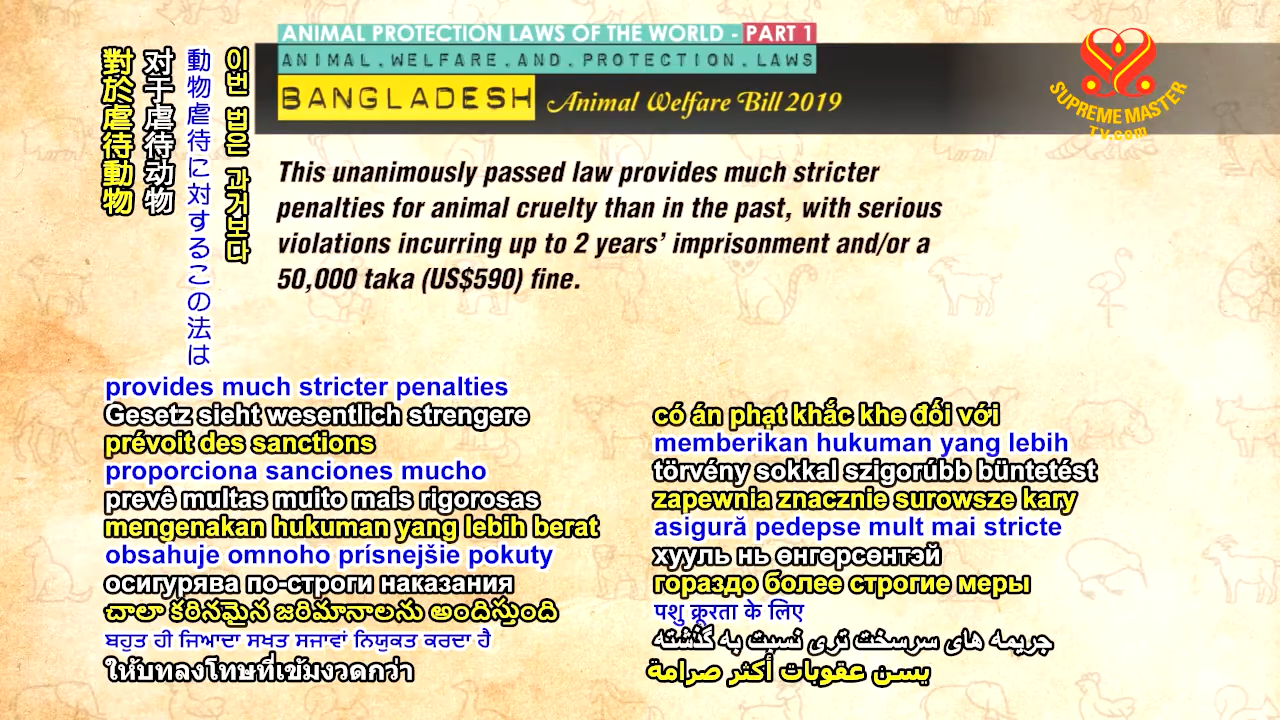 ANIMAL PROTECTION LAWS OF THE WORLD - PART 1
ANIMAL.WELFARE.AND.PROTECTION.LAWS
BANGLADESH Animal Welfare Bill 2019
SUPREME MASTER
TV.com
This unanimously passed law provides much stricter
penalties for animal cruelty than in the past, with serious
violations incurring up to 2 years’ imprisonment and/or a
50,000 taka (US$590) fine.
對於虐待動物
对于虐待动物
動物虐待に対するこの法は
이번 법은 과거보다
provides much stricter penalties
Gesetz sieht wesentlich strengere
prévoit des sanctions
proporciona sanciones mucho
prevê multas muito mais rigorosas
mengenakan hukuman yang lebih berat
obsahuje omnoho prísnejšie pokuty
осигурява по-строги наказания
చాలా కఠినమైన జరిమానాలను అందిస్తుంది
ਬਹੁਤ ਹੀ ਜਿਆਦਾ ਸਖਤ ਸਜਾਵਾਂ ਨਿਯੁਕਤ ਕਰਦਾ ਹੈ
ให้บทลงโทษที่เข้มงวดกว่า
có án phạt khắc khe đối với
memberikan hukuman yang lebih
törvény sokkal szigorúbb büntetést
zapewnia znacznie surowsze kary
asigură pedepse mult mai stricte
хууль нь өнгөрсөнтэй
гораздо более строгие меры
पशु क्रूरता के लिए
جریمه های سرسخت تری نسبت به گذشته
يسن عقوبات أكثر صرامة